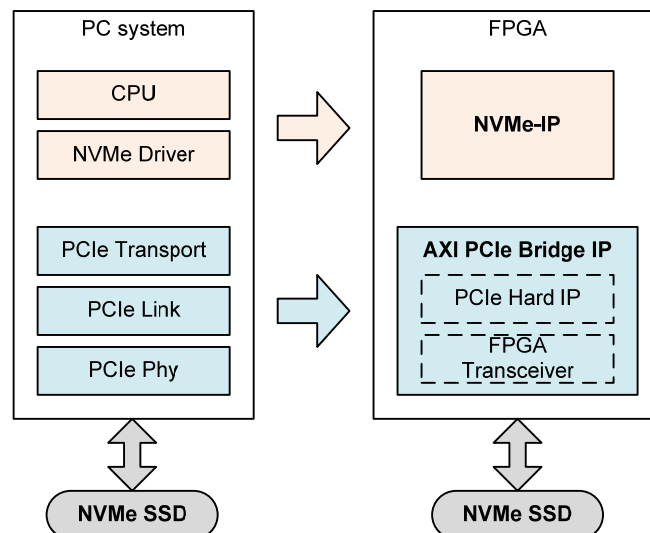 PC system
CPU
NVMe Driver
PCIe Transport
PCIe Link
PCIe Phy
NVMe SSD
FPGA
NVMe-IP
AXI PCIe Bridge IP
PCIe Hard IP
FPGA
Transceiver
NVMe SSD